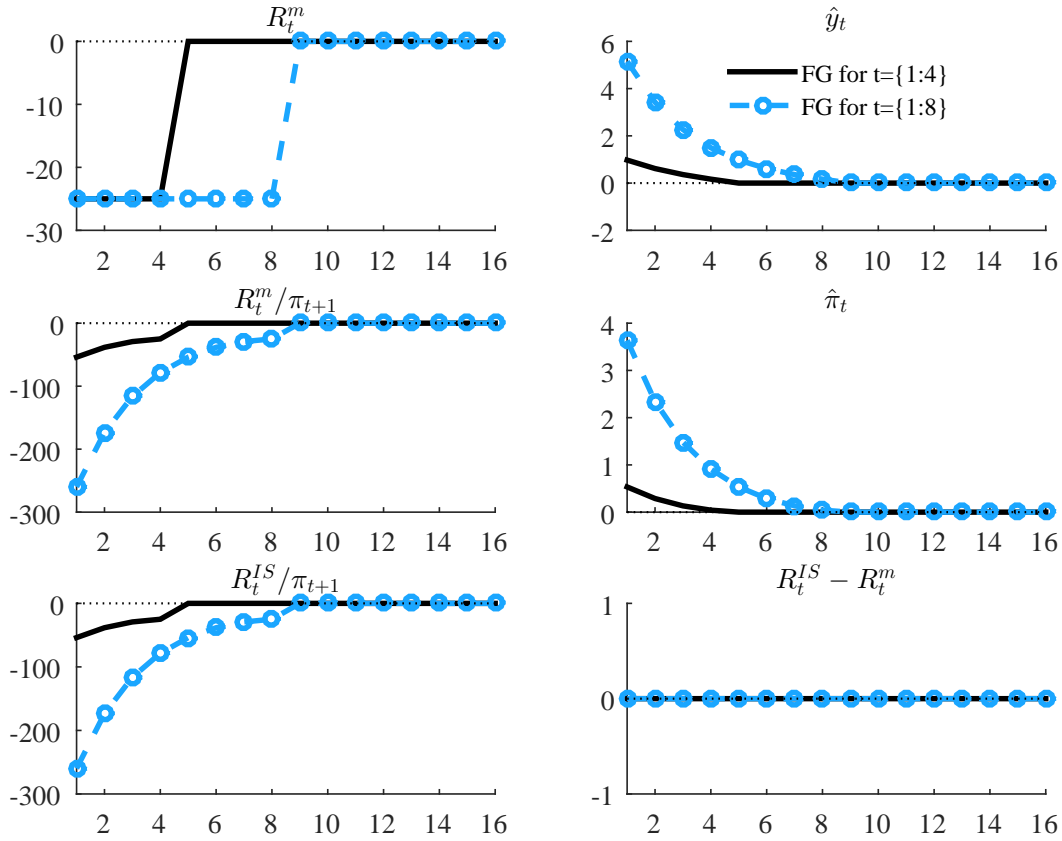 R_t^m
0
-10
-20
-30
2 4 6 8 10 12 14 16
ŷ_t
6
4
2
0
-2
FG for t={1:4}
FG for t={1:8}
2 4 6 8 10 12 14 16
R_t^m/π_{t+1}
0
-100
-200
-300
2 4 6 8 10 12 14 16
π̂_t
4
3
2
1
0
2 4 6 8 10 12 14 16
R_t^{IS}/π_{t+1}
0
-100
-200
-300
2 4 6 8 10 12 14 16
R_t^{IS} − R_t^m
1
0
-1
2 4 6 8 10 12 14 16